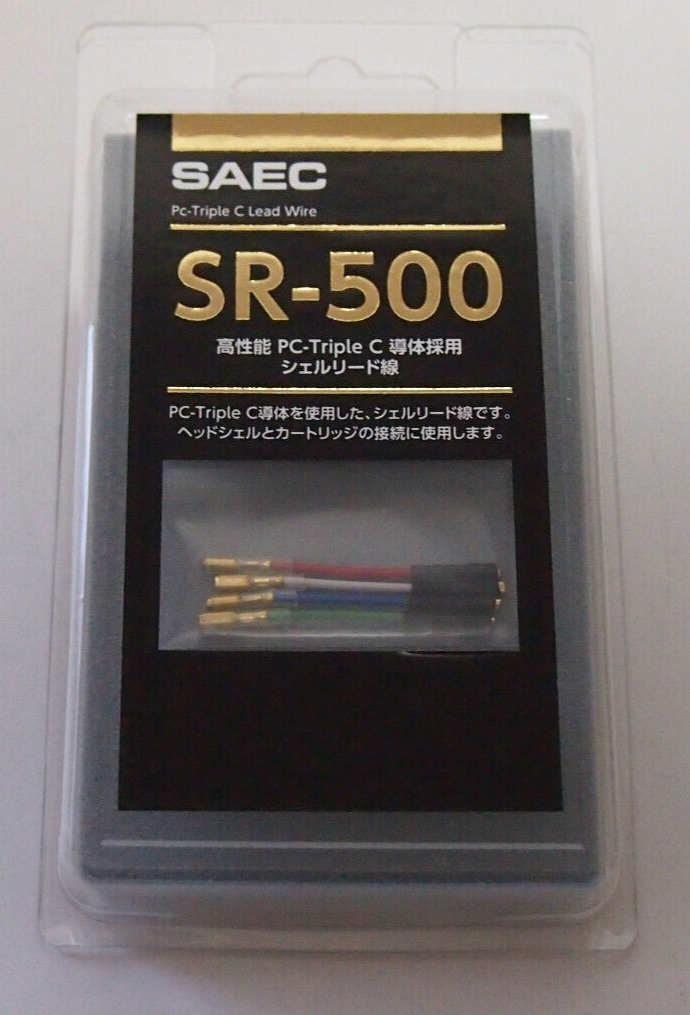 SAEC
Pc-Triple C Lead Wire
SR-500
高性能 PC-Triple C 導体採用
シェルリード線
PC-Triple C導体を使用した、シェルリード線です。
ヘッドシェルとカートリッジの接続に使用します。